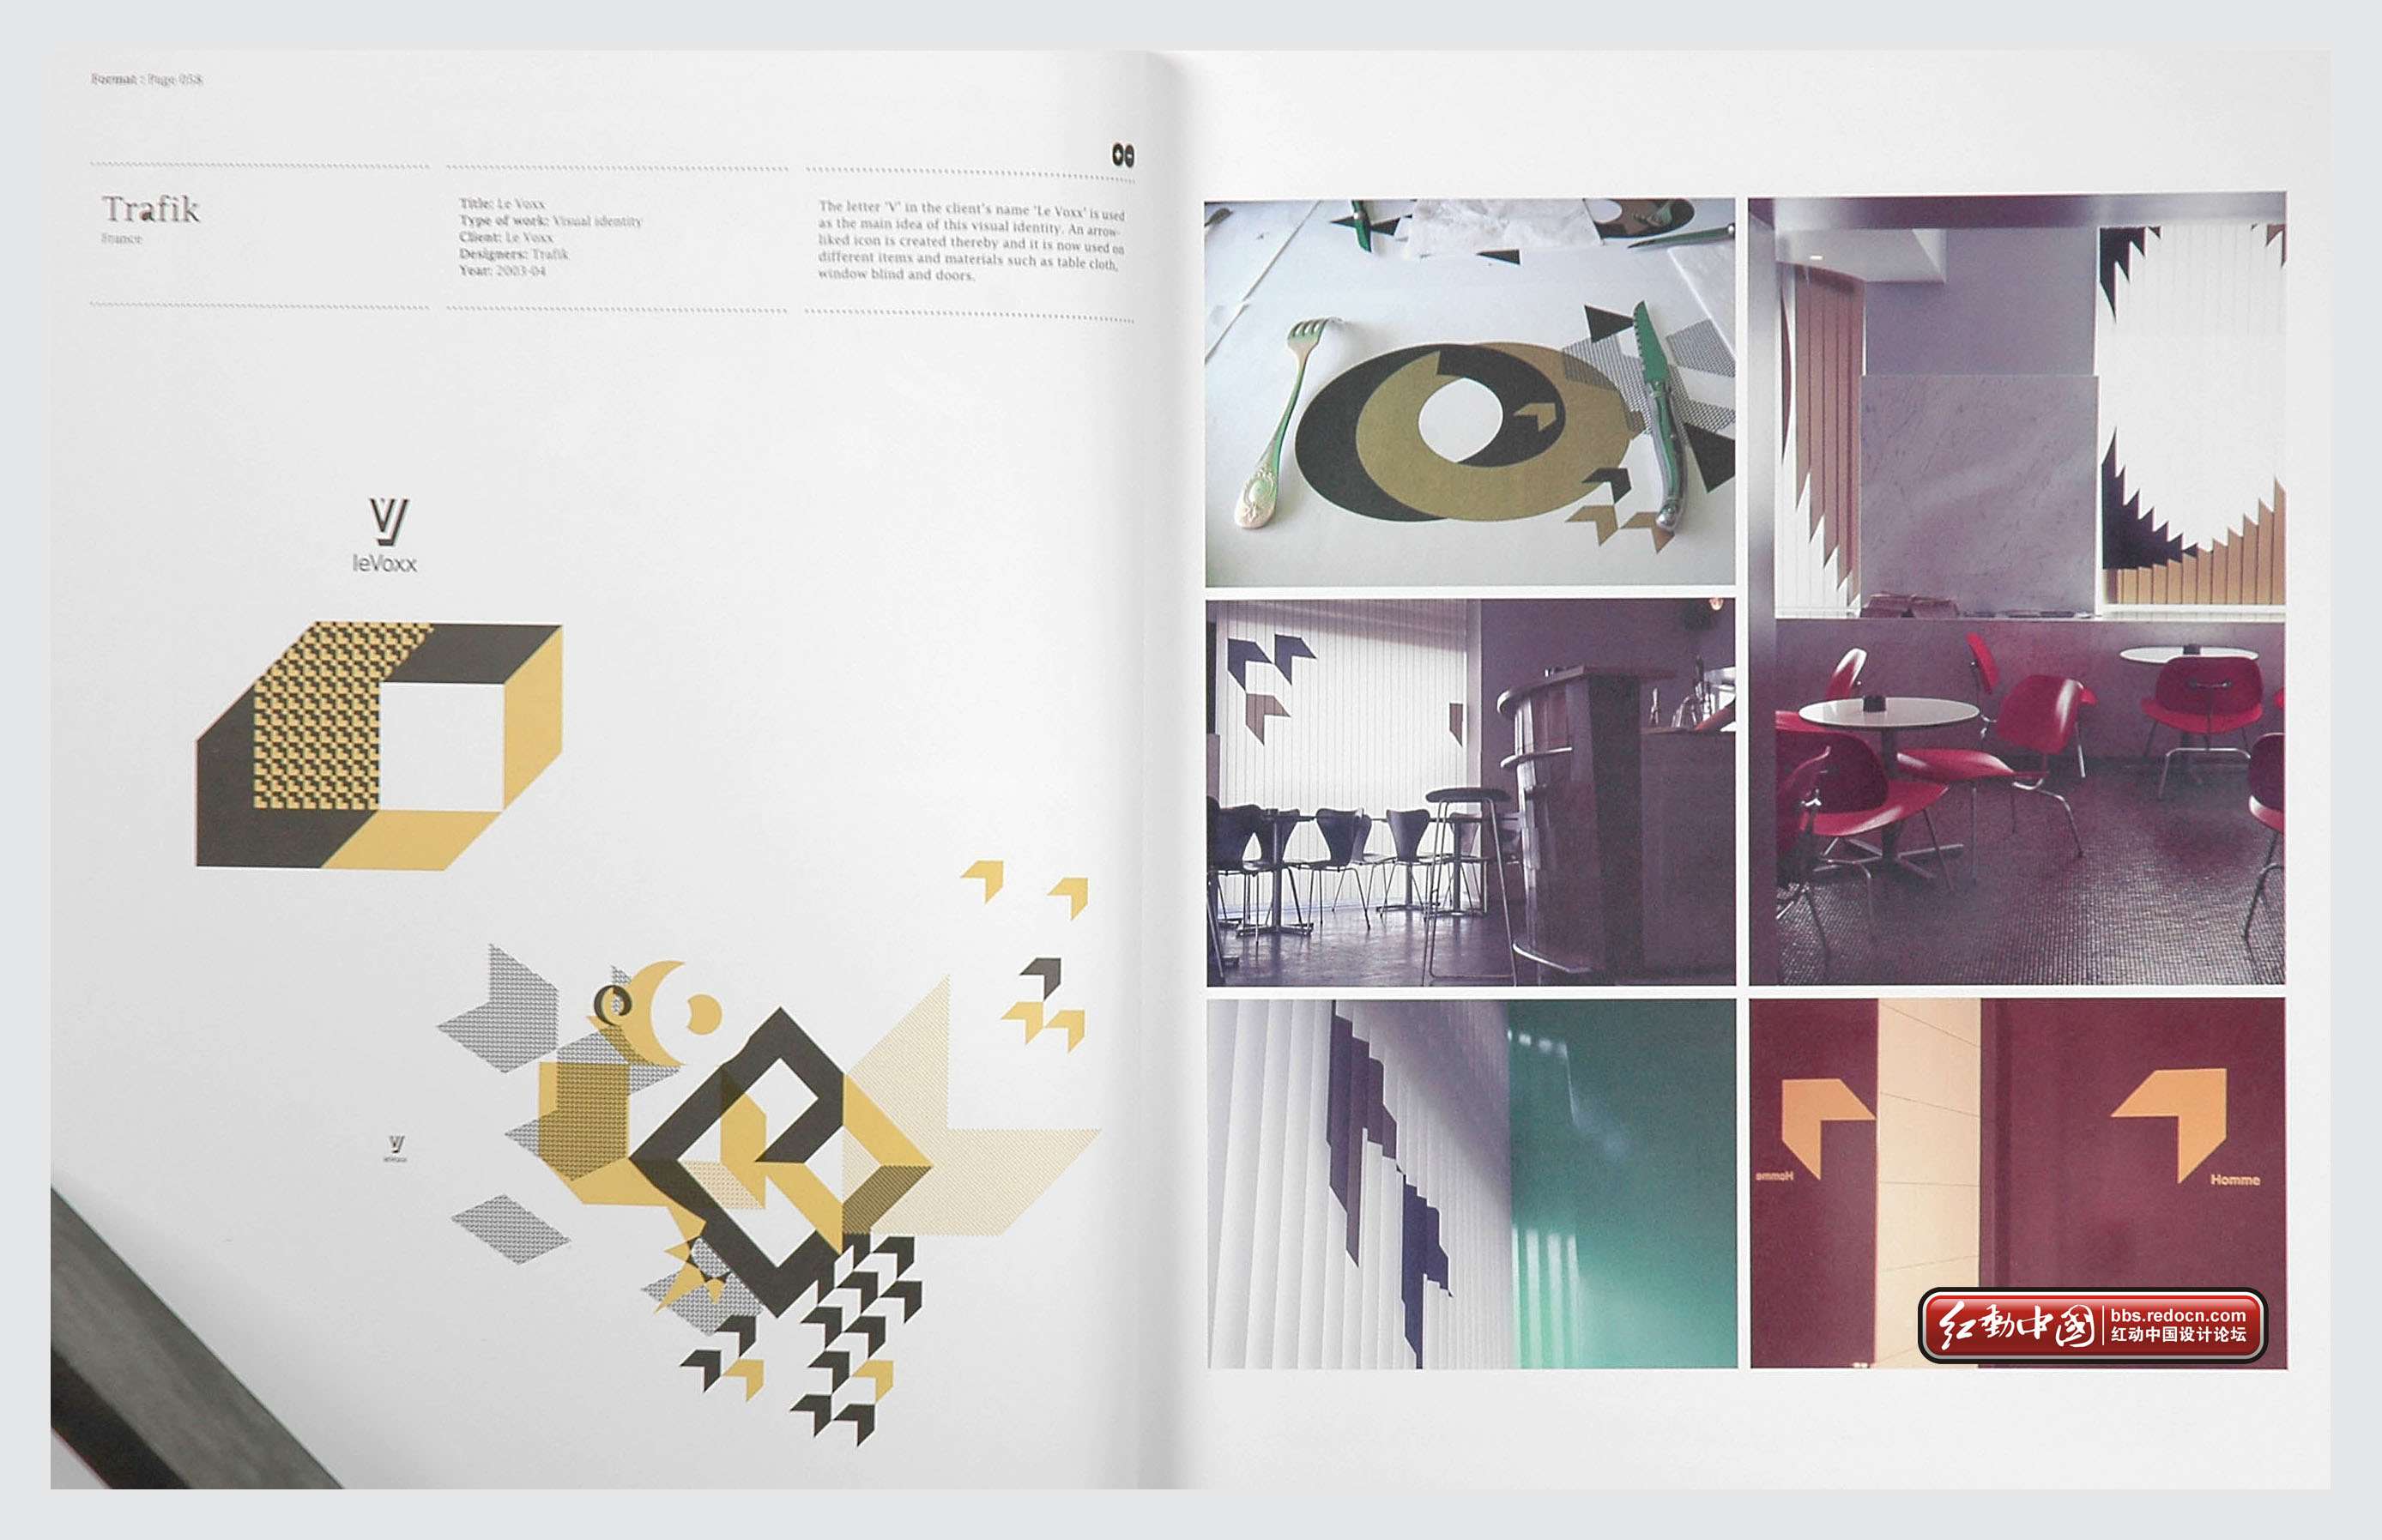 Format : Page 058
Trafik
France
Title: Le Voxx
Type of work: Visual identity
Client: Le Voxx
Designers: Trafik
Year: 2003-04
The letter 'V' in the client's name 'Le Voxx' is used
as the main idea of this visual identity. An arrow-
liked icon is created thereby and it is now used on
different items and materials such as table cloth,
window blind and doors.
leVoxx
leVoxx
Homme
Homme
红動中國
bbs.redocn.com
红动中国设计论坛